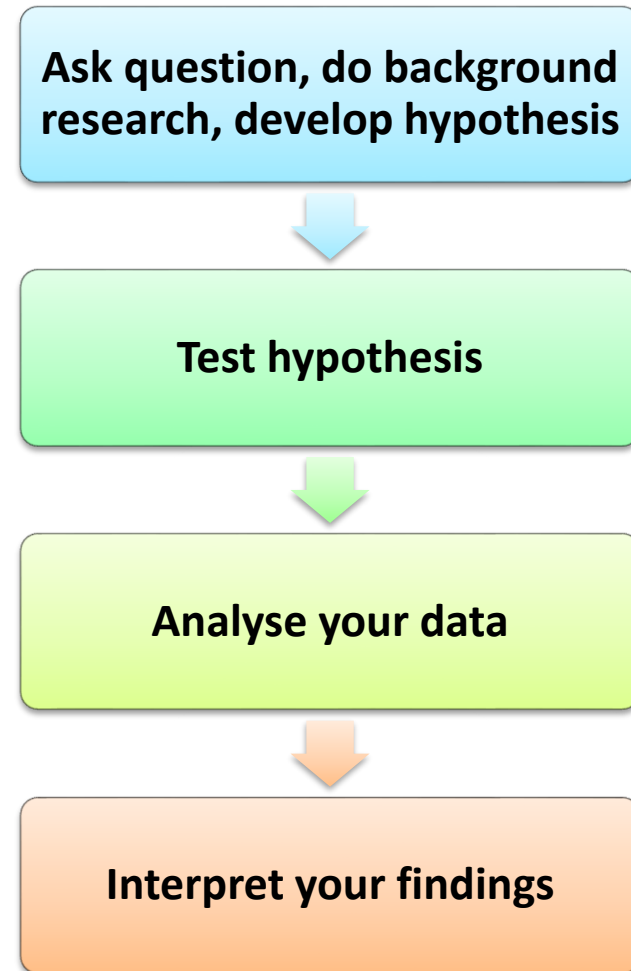 Ask question, do background
research, develop hypothesis
Test hypothesis
Analyse your data
Interpret your findings